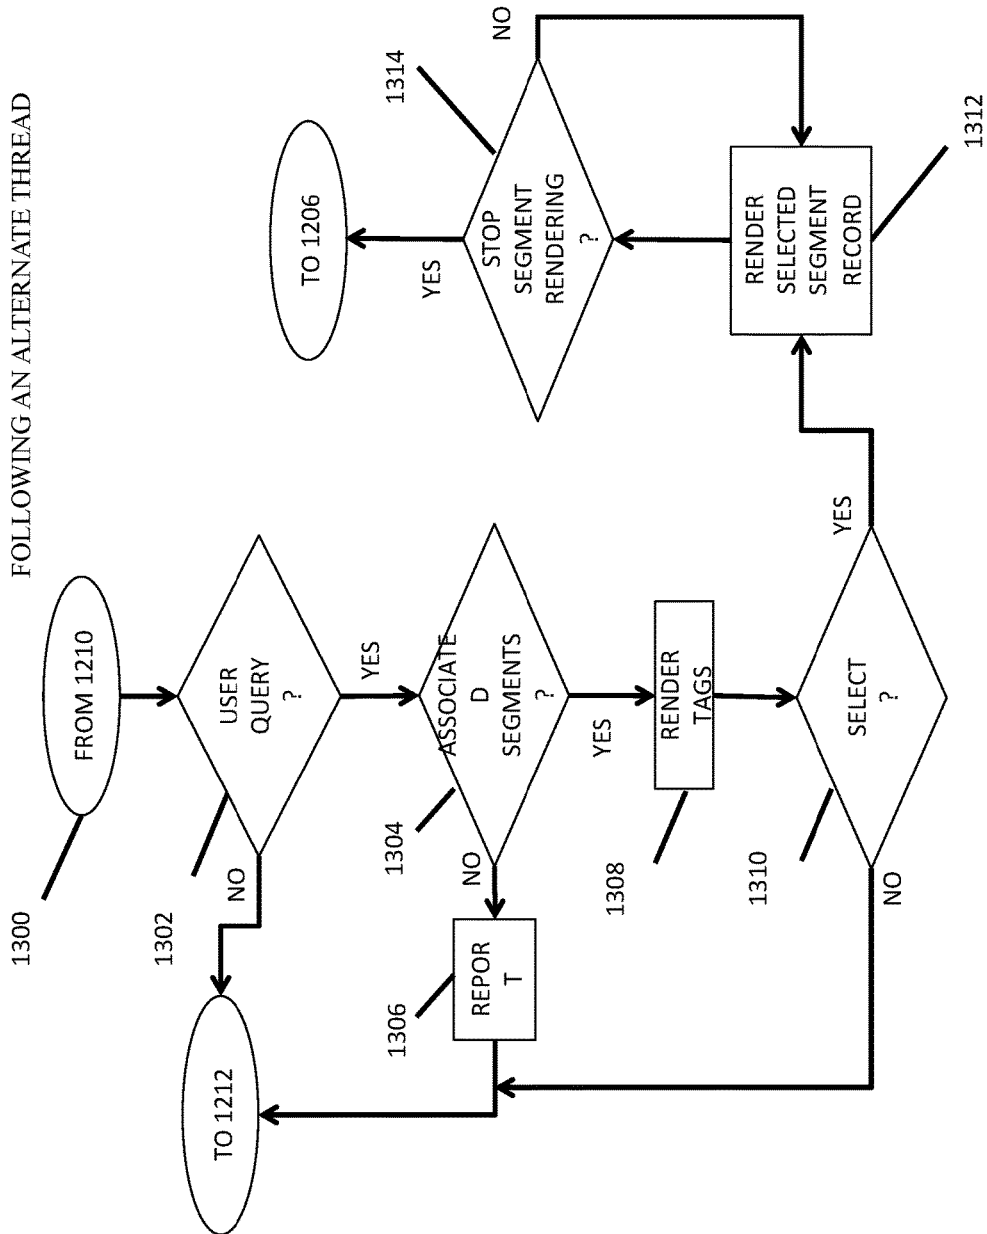 FOLLOWING AN ALTERNATE THREAD
1300
FROM 1210
1302
USER
QUERY
?
NO
YES
TO 1212
1304
ASSOCIATE
D
SEGMENTS
?
NO
YES
1306
REPOR
T
1308
RENDER
TAGS
1310
SELECT
?
NO
YES
1312
RENDER
SELECTED
SEGMENT
RECORD
1314
STOP
SEGMENT
RENDERING
?
NO
YES
TO 1206